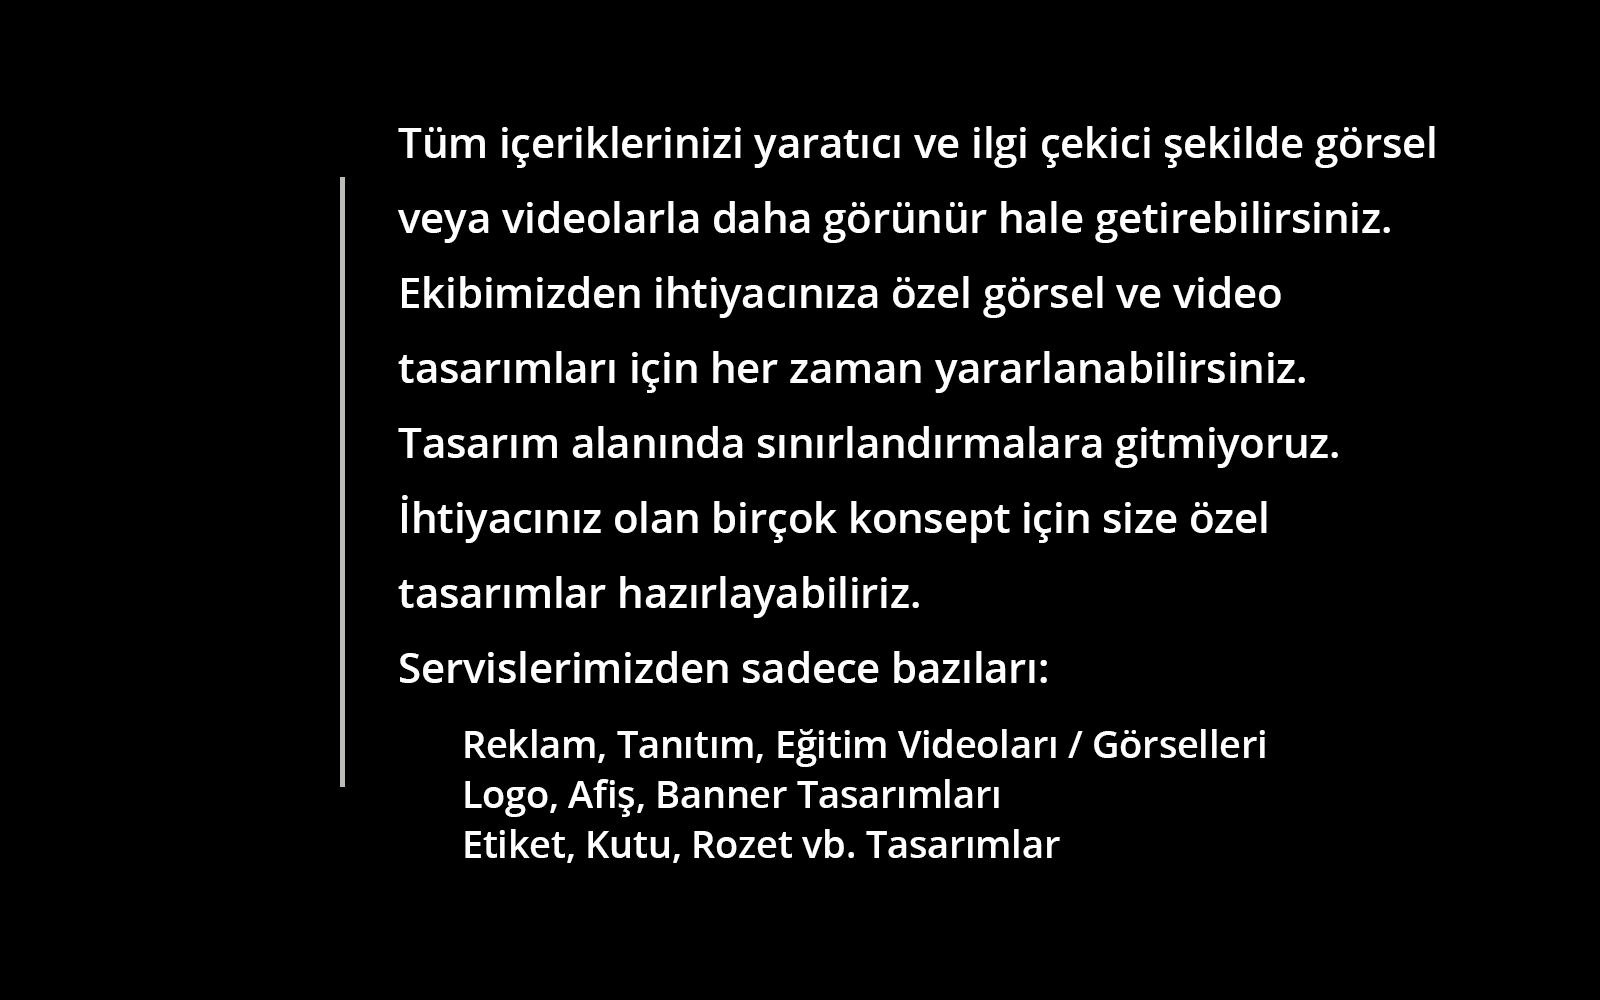 Tüm içeriklerinizi yaratıcı ve ilgi çekici şekilde görsel
veya videolarla daha görünür hale getirebilirsiniz.
Ekibimizden ihtiyacınıza özel görsel ve video
tasarımları için her zaman yararlanabilirsiniz.
Tasarım alanında sınırlandırmalara gitmiyoruz.
İhtiyacınız olan birçok konsept için size özel
tasarımlar hazırlayabiliriz.
Servislerimizden sadece bazıları:
Reklam, Tanıtım, Eğitim Videoları / Görselleri
Logo, Afiş, Banner Tasarımları
Etiket, Kutu, Rozet vb. Tasarımlar